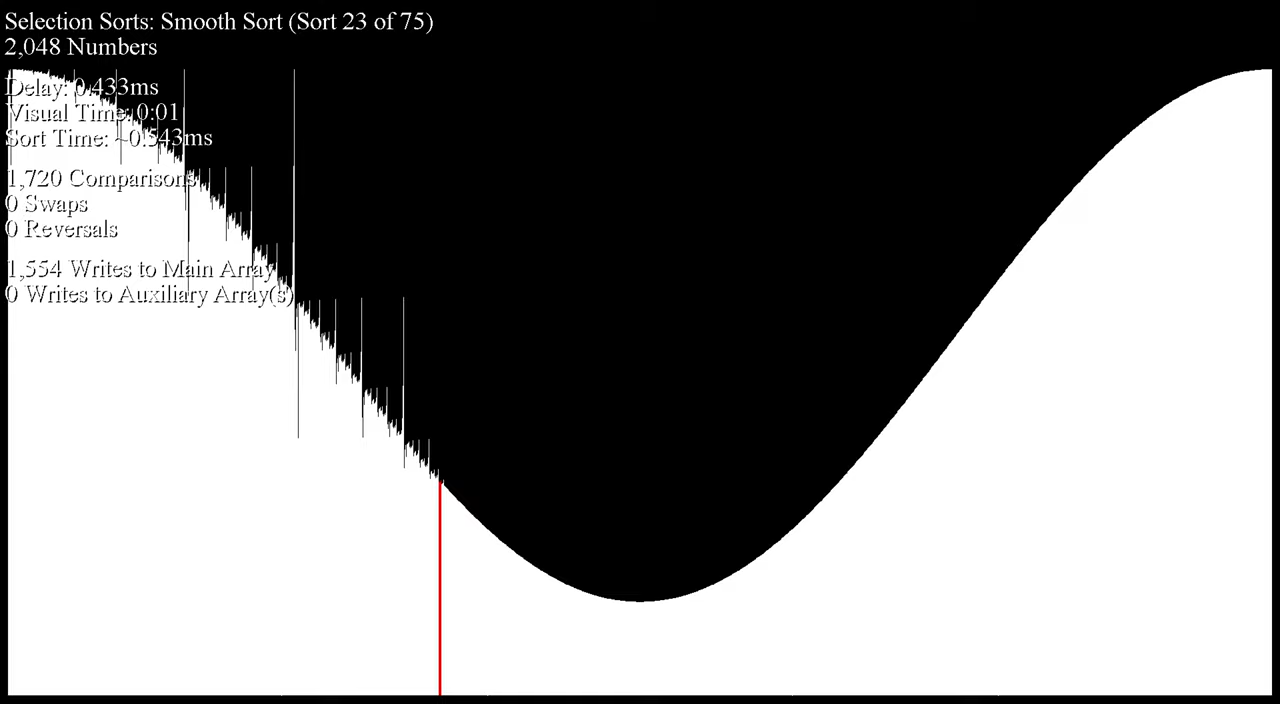 Selection Sorts: Smooth Sort (Sort 23 of 75)
2,048 Numbers
Delay: 0.433ms
Visual Time: 0:01
Sort Time: ~0.543ms
1,720 Comparisons
0 Swaps
0 Reversals
1,554 Writes to Main Array
0 Writes to Auxiliary Array(s)